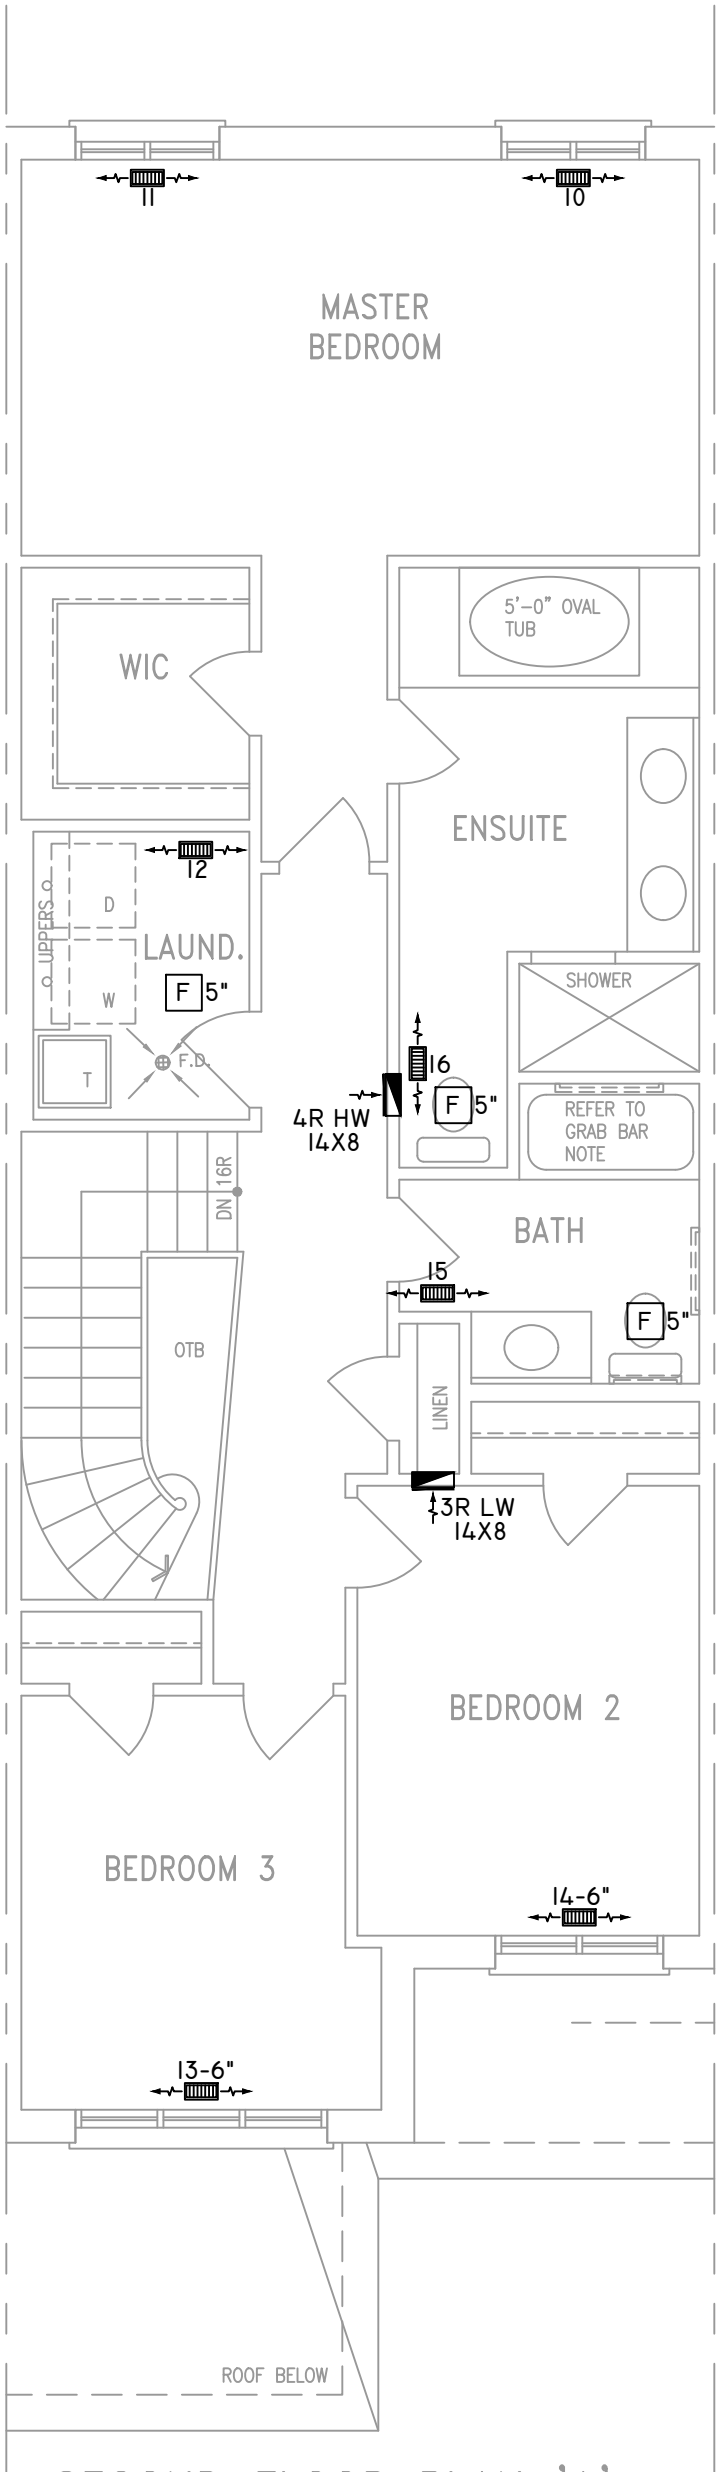 11
10
MASTER
BEDROOM
5'-0" OVAL
TUB
WIC
ENSUITE
12
D
UPPERS
LAUND.
W
F 5"
SHOWER
F.D.
T
16
F 5"
4R HW
14X8
REFER TO
GRAB BAR
NOTE
DN 16R
BATH
15
F 5"
OTB
LINEN
3R LW
14X8
BEDROOM 2
BEDROOM 3
14-6"
13-6"
ROOF BELOW